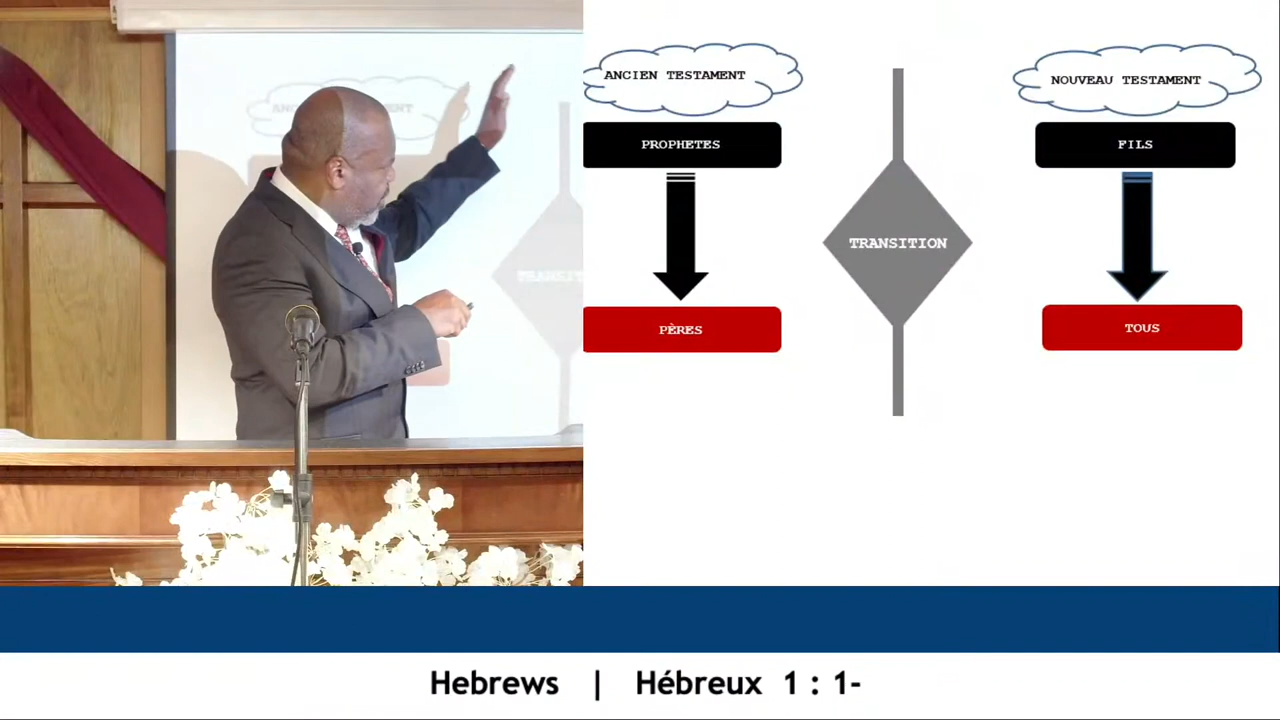 ANCIEN TESTAMENT
NOUVEAU TESTAMENT
PROPHETES
FILS
TRANSITION
PÈRES
TOUS
Hebrews | Hébreux 1 : 1-